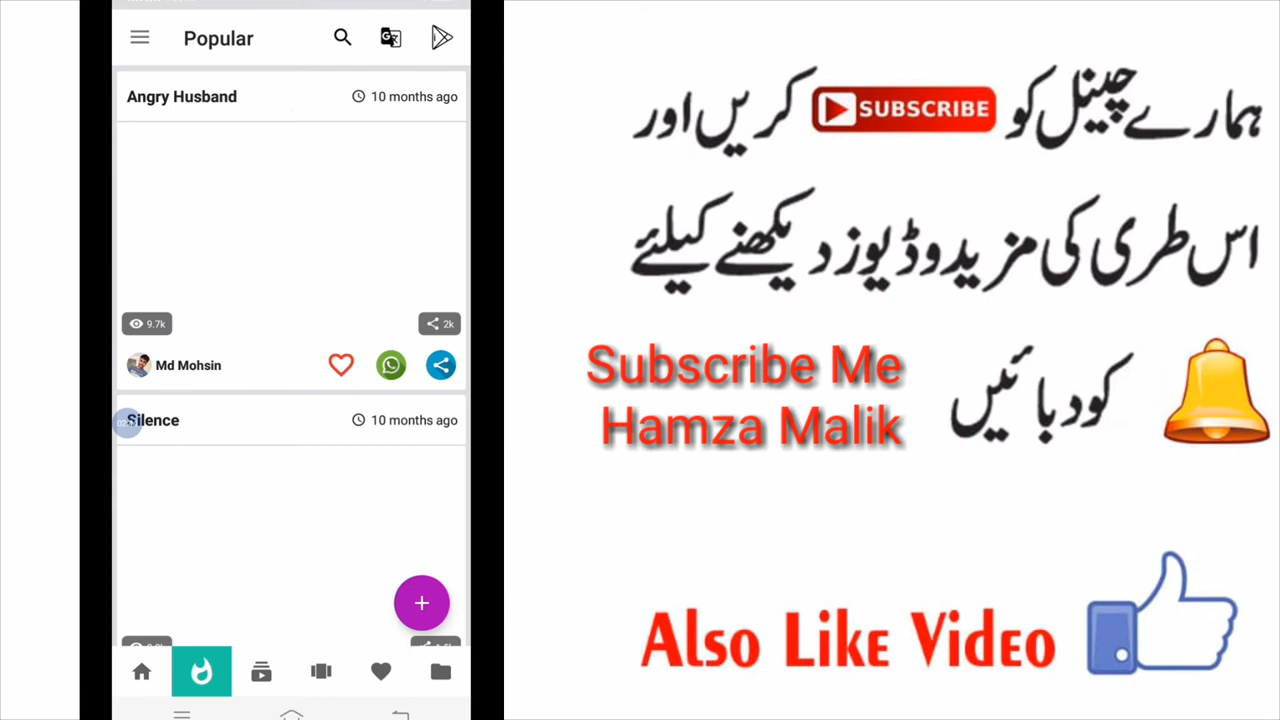 Popular
Angry Husband
10 months ago
9.7k
2k
Md Mohsin
Silence
10 months ago
ہمارے چینل کو SUBSCRIBE کریں اور
اس طری کی مزید وڈیوز دیکھنے کیلئے
کو دبائیں
Subscribe Me
Hamza Malik
Also Like Video